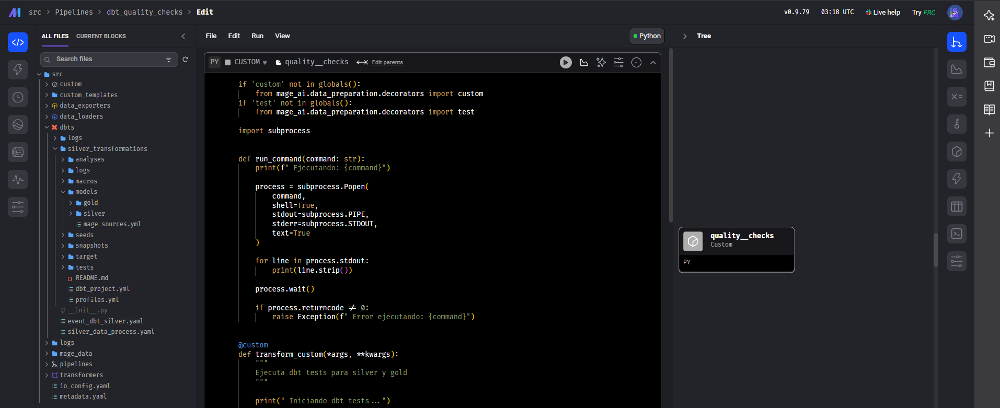 src > Pipelines > dbt_quality_checks > Edit
v0.9.79 03:18 UTC Live help Try PRO
ALL FILES CURRENT BLOCKS
Search files
src
custom
custom_templates
data_exporters
data_loaders
dbts
logs
silver_transformations
analyses
logs
macros
models
gold
silver
mage_sources.yml
seeds
snapshots
target
tests
README.md
dbt_project.yml
profiles.yml
__init__.py
event_dbt_silver.yaml
silver_data_process.yaml
logs
mage_data
pipelines
transformers
io_config.yaml
metadata.yaml
File Edit Run View
Python
PY CUSTOM quality__checks Edit parents
if 'custom' not in globals():
    from mage_ai.data_preparation.decorators import custom
if 'test' not in globals():
    from mage_ai.data_preparation.decorators import test
import subprocess
def run_command(command: str):
    print(f" Ejecutando: {command}")
    process = subprocess.Popen(
        command,
        shell=True,
        stdout=subprocess.PIPE,
        stderr=subprocess.STDOUT,
        text=True
    )
    for line in process.stdout:
        print(line.strip())
    process.wait()
    if process.returncode != 0:
        raise Exception(f" Error ejecutando: {command}")
@custom
def transform_custom(*args, **kwargs):
    """
    Ejecuta dbt tests para silver y gold
    """
    print(" Iniciando dbt tests...")
Tree
quality__checks
Custom
PY